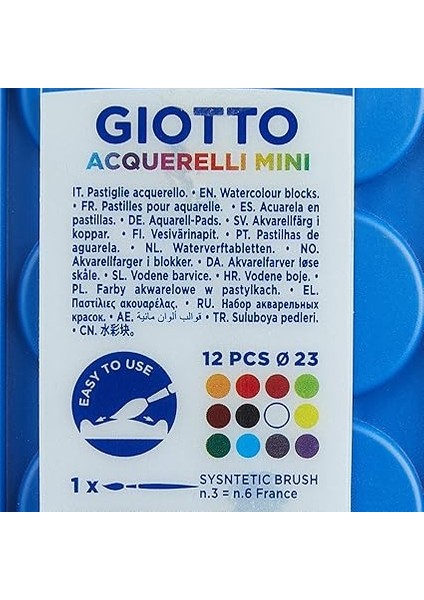 GIOTTO
ACQUERELLI MINI
IT. Pastiglie acquerello. • EN. Watercolour blocks.
• FR. Pastilles pour aquarelle. • ES. Acuarela en
pastillas. • DE. Aquarell-Pads. • SV. Akvarellfärg i
koppar. • FI. Vesivärinapit. • PT. Pastilhas de
aguarela. • NL. Waterverftabletten. • NO.
Akvarellfarger i blokker. • DA. Akvarelfarver løse
skåle. • SL. Vodene barvice. • HR. Vodene boje. •
PL. Farby akwarelowe w pastylkach. • EL.
Παστίλιες ακουαρέλας. • RU. Набор акварельных
красок. • AE. قوالب ألوان مائية • TR. Suluboya pedleri.
• CN. 水彩块。
EASY TO USE
12 PCS Ø 23
1 x
SYSNTETIC BRUSH
n.3 = n.6 France